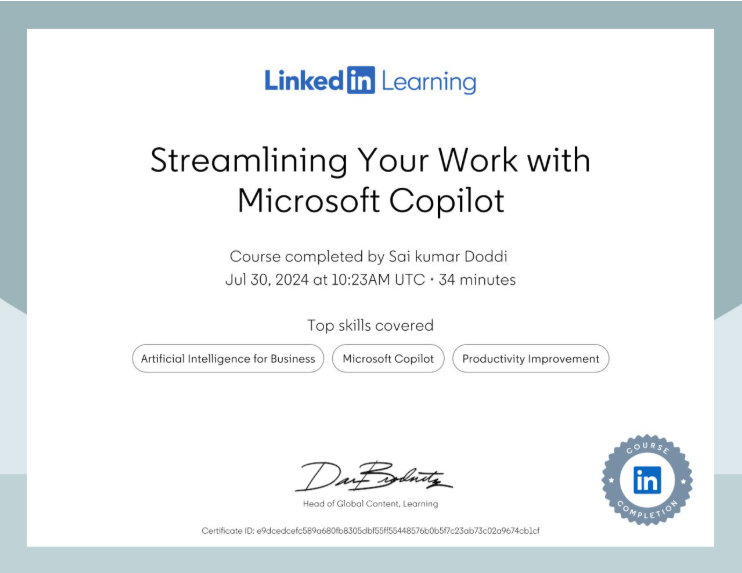 Linked in Learning
Streamlining Your Work with
Microsoft Copilot
Course completed by Sai kumar Doddi
Jul 30, 2024 at 10:23AM UTC • 34 minutes
Top skills covered
Artificial Intelligence for Business
Microsoft Copilot
Productivity Improvement
Head of Global Content, Learning
COURSE
in
COMPLETION
Certificate ID: e9dcedcefc589a680fb8305dbf55ff55448576b0b5f7c23ab73c02a9674cb1cf